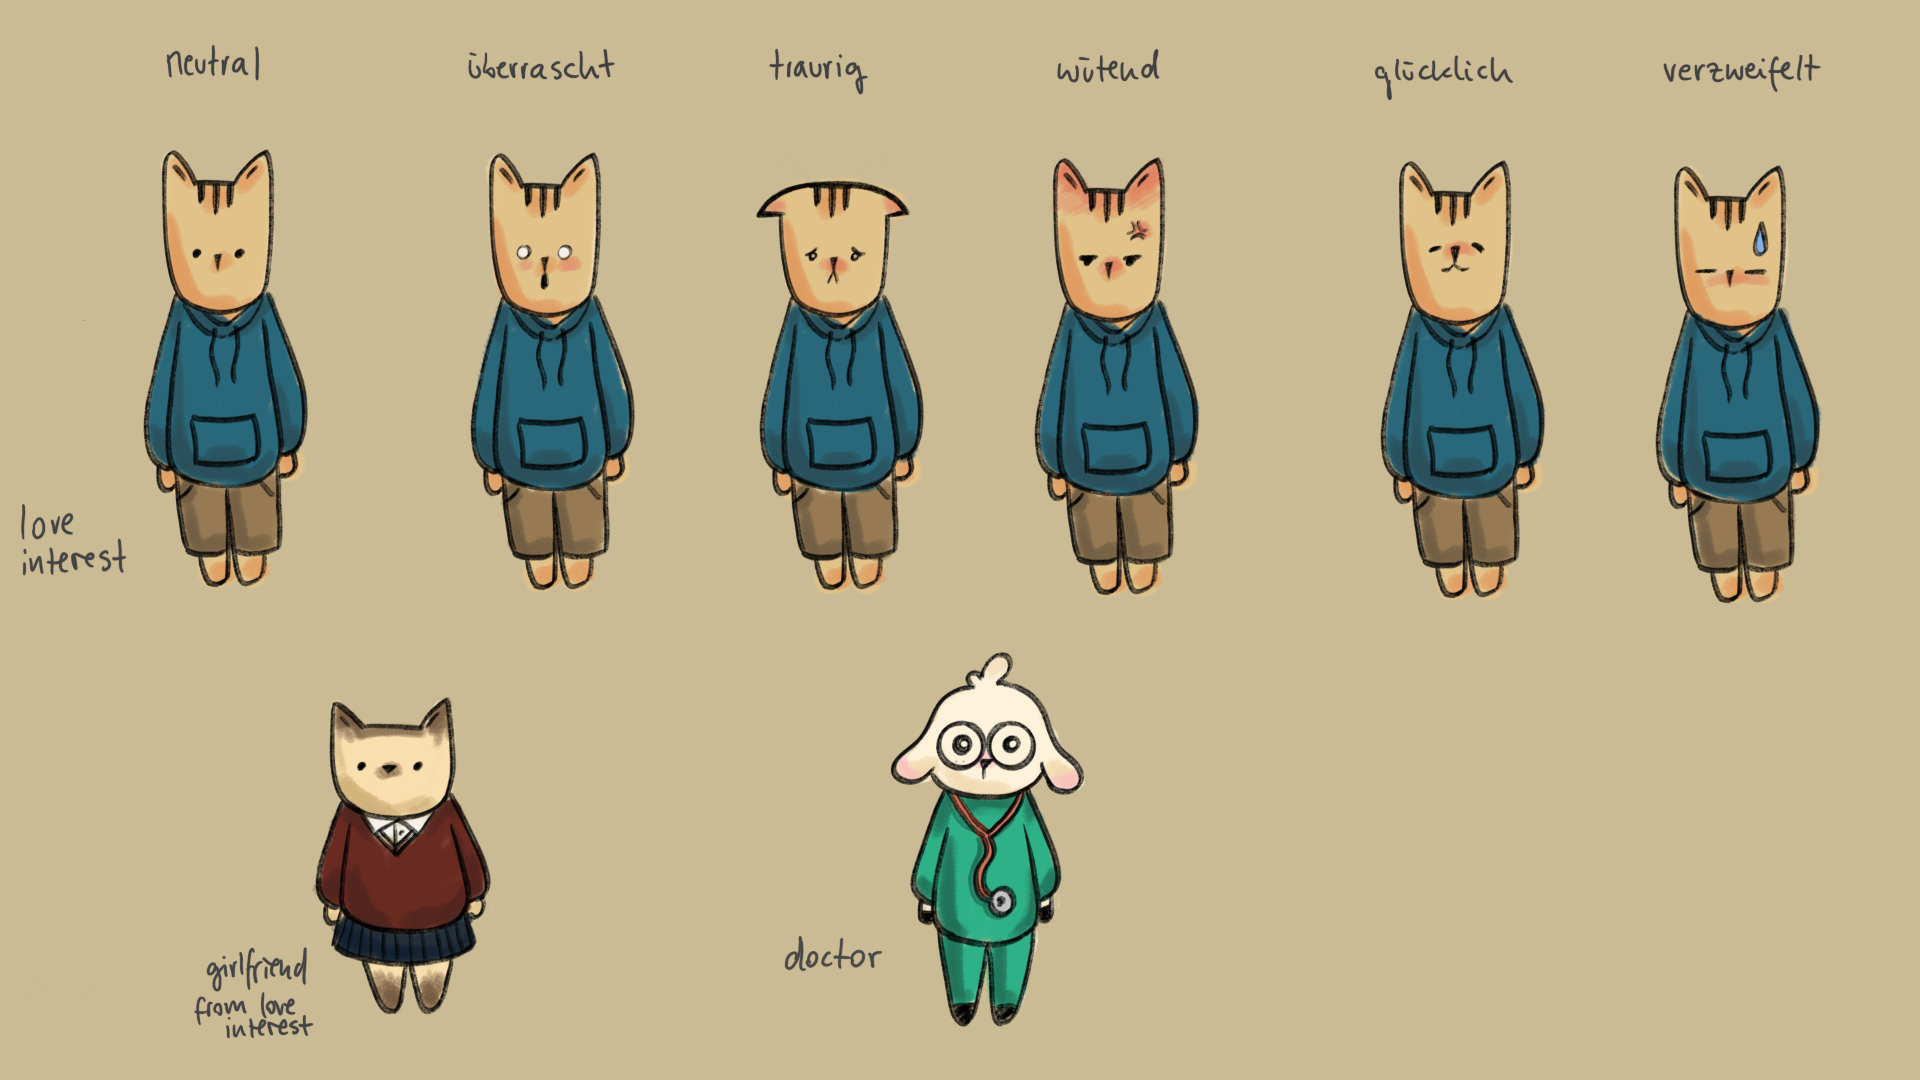 neutral
überrascht
traurig
wütend
glücklich
verzweifelt
love
interest
girlfriend
from love
interest
doctor